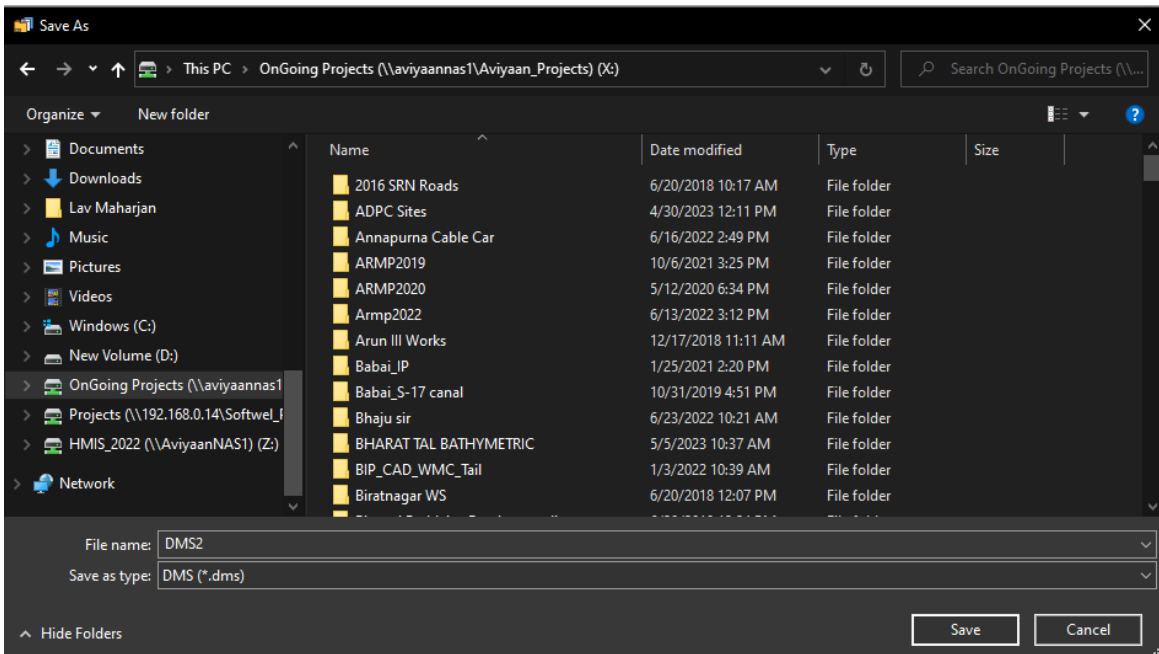 Save As
This PC > OnGoing Projects (\\aviyaannas1\Aviyaan_Projects) (X:)
Search OnGoing Projects (\\...
Organize New folder
Documents
Downloads
Lav Maharjan
Music
Pictures
Videos
Windows (C:)
New Volume (D:)
OnGoing Projects (\\aviyaannas1
Projects (\\192.168.0.14\Softwel_
HMIS_2022 (\\AviyaanNAS1) (Z:)
Network
Name Date modified Type Size
2016 SRN Roads 6/20/2018 10:17 AM File folder
ADPC Sites 4/30/2023 12:11 PM File folder
Annapurna Cable Car 6/16/2022 2:49 PM File folder
ARMP2019 10/6/2021 3:25 PM File folder
ARMP2020 5/12/2020 6:34 PM File folder
Armp2022 6/13/2022 3:12 PM File folder
Arun III Works 12/17/2018 11:11 AM File folder
Babai_IP 1/25/2021 2:20 PM File folder
Babai_S-17 canal 10/31/2019 4:51 PM File folder
Bhaju sir 6/23/2022 10:21 AM File folder
BHARAT TAL BATHYMETRIC 5/5/2023 10:37 AM File folder
BIP_CAD_WMC_Tail 1/3/2022 10:39 AM File folder
Biratnagar WS 6/20/2018 12:07 PM File folder
File name: DMS2
Save as type: DMS (*.dms)
Hide Folders
Save Cancel